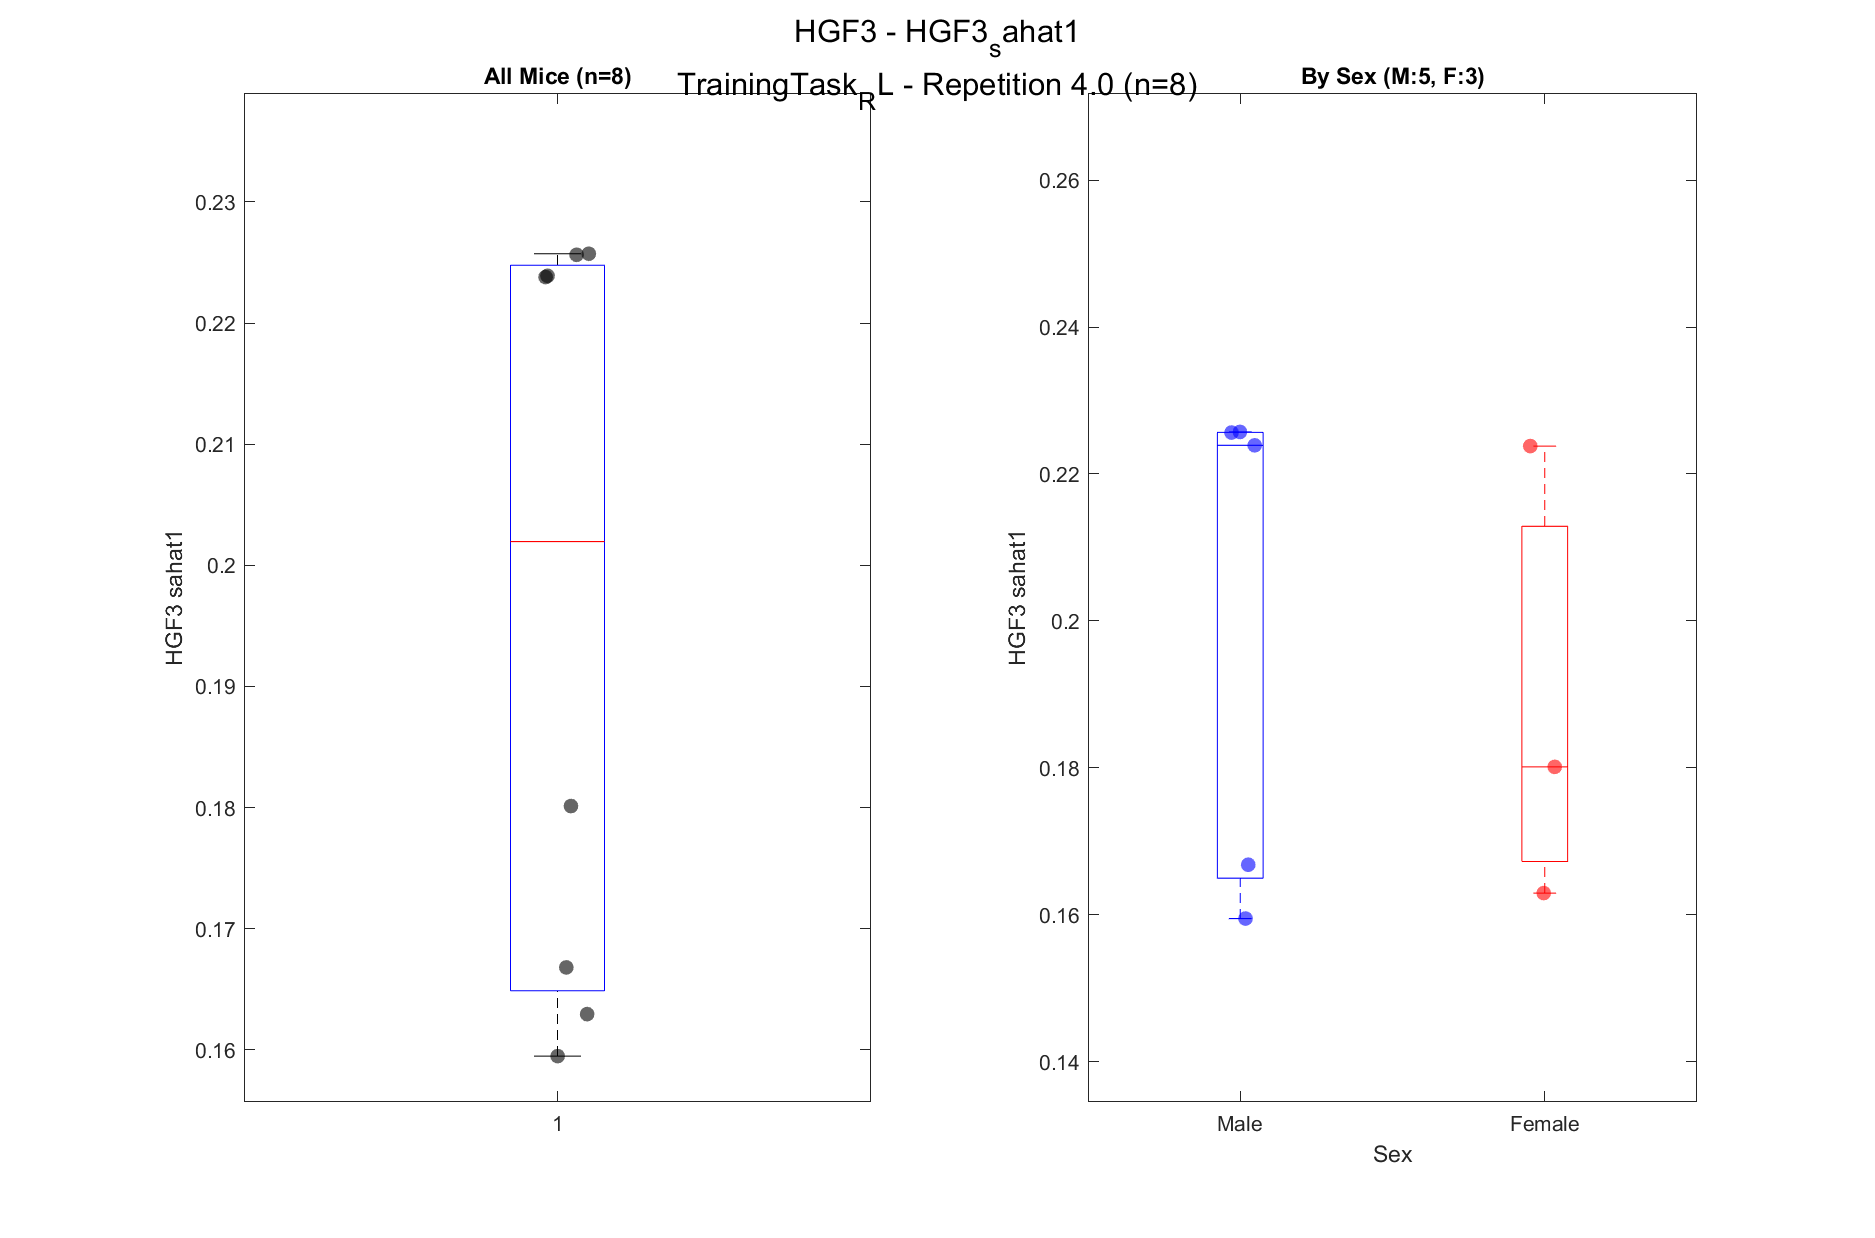 HGF3 - HGF3_sahat1
TrainingTask_RL - Repetition 4.0 (n=8)
All Mice (n=8)
0.23
0.22
0.21
0.2
0.19
0.18
0.17
0.16
HGF3 sahat1
1
By Sex (M:5, F:3)
0.26
0.24
0.22
0.2
0.18
0.16
0.14
HGF3 sahat1
Male Female
Sex